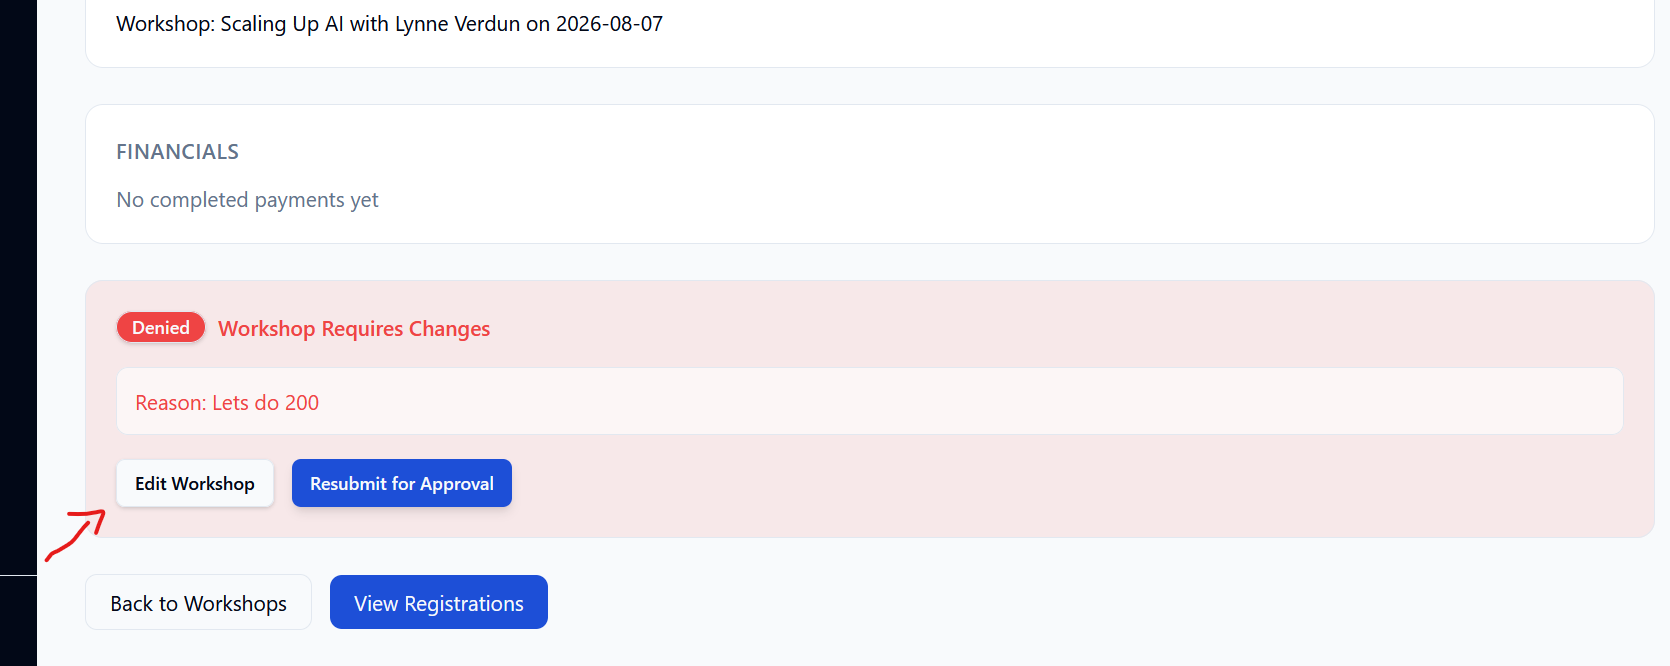 Workshop: Scaling Up AI with Lynne Verdun on 2026-08-07
FINANCIALS
No completed payments yet
Denied Workshop Requires Changes
Reason: Lets do 200
Edit Workshop Resubmit for Approval
Back to Workshops View Registrations